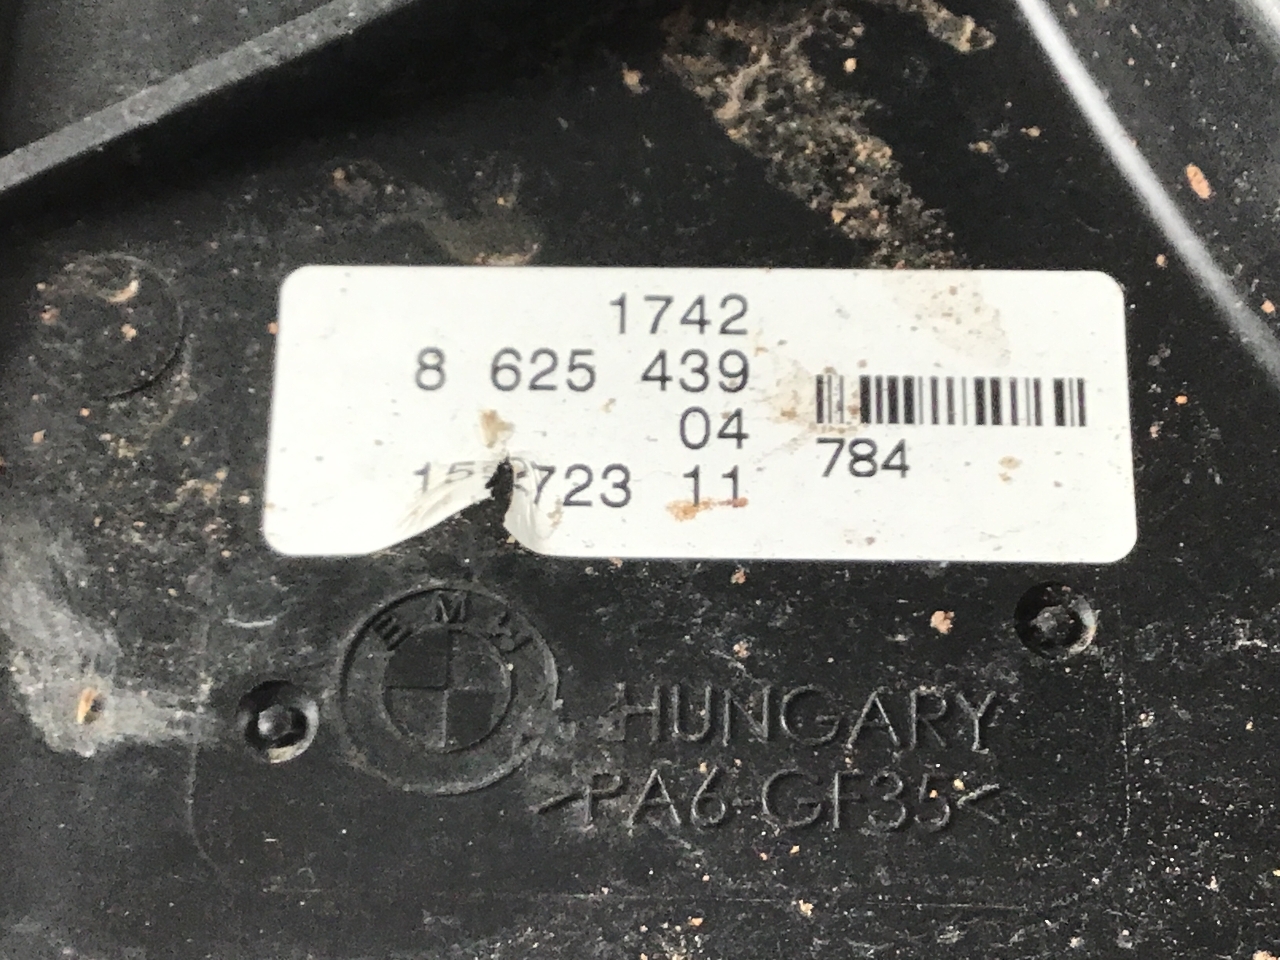 1742
8 625 439
04
723 11
784
BMW
HUNGARY
>PA6-GF35<